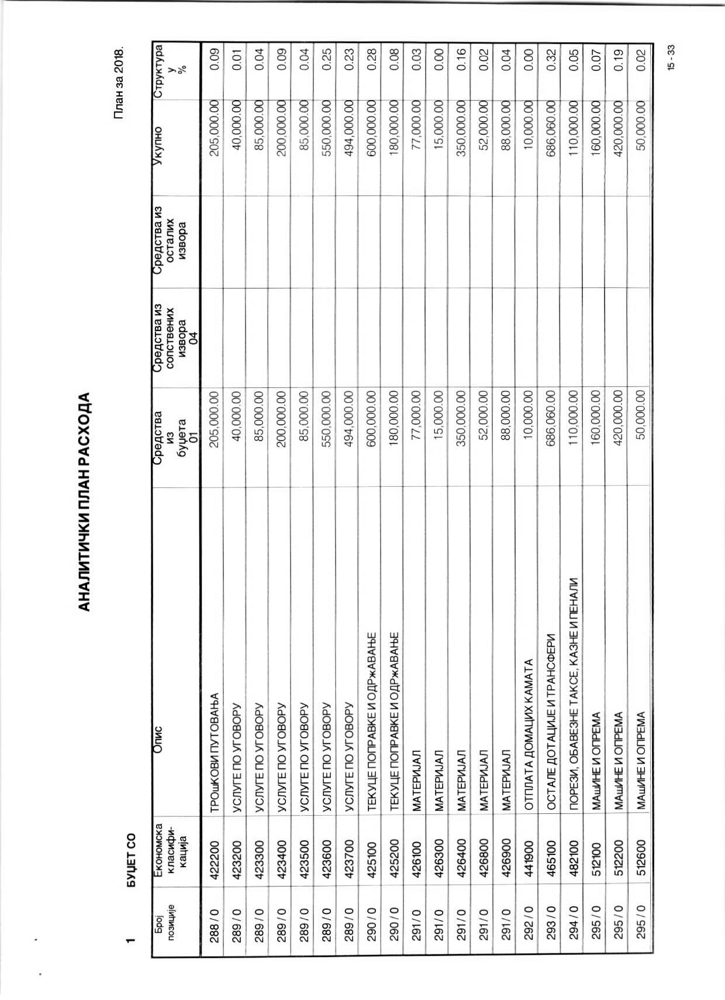 АНАЛИТИЧКИ ПЛАН РАСХОДА
План за 2018.
1 БУЏЕТ СО
Број позиције Економска класифи-кација Опис Средства из буџета 01 Средства из сопствених извора 04 Средства из осталих извора Укупно Структура у %
288 / 0 422200 ТРОшКОВИ ПУТОВАЊА 205,000.00 205,000.00 0.09
289 / 0 423200 УСЛУГЕ ПО УГОВОРУ 40,000.00 40,000.00 0.01
289 / 0 423300 УСЛУГЕ ПО УГОВОРУ 85,000.00 85,000.00 0.04
289 / 0 423400 УСЛУГЕ ПО УГОВОРУ 200,000.00 200,000.00 0.09
289 / 0 423500 УСЛУГЕ ПО УГОВОРУ 85,000.00 85,000.00 0.04
289 / 0 423600 УСЛУГЕ ПО УГОВОРУ 550,000.00 550,000.00 0.25
289 / 0 423700 УСЛУГЕ ПО УГОВОРУ 494,000.00 494,000.00 0.23
290 / 0 425100 ТЕКУЦЕ ПОПРАВКЕ И ОДРжАВАЊЕ 600,000.00 600,000.00 0.28
290 / 0 425200 ТЕКУЦЕ ПОПРАВКЕ И ОДРжАВАЊЕ 180,000.00 180,000.00 0.08
291 / 0 426100 МАТЕРИЈАЛ 77,000.00 77,000.00 0.03
291 / 0 426300 МАТЕРИЈАЛ 15,000.00 15,000.00 0.00
291 / 0 426400 МАТЕРИЈАЛ 350,000.00 350,000.00 0.16
291 / 0 426800 МАТЕРИЈАЛ 52,000.00 52,000.00 0.02
291 / 0 426900 МАТЕРИЈАЛ 88,000.00 88,000.00 0.04
292 / 0 441900 ОТПЛАТА ДОМАЦИХ КАМАТА 10,000.00 10,000.00 0.00
293 / 0 465100 ОСТАЛЕ ДОТАЦИЈЕ И ТРАНСФЕРИ 686,060.00 686,060.00 0.32
294 / 0 482100 ПОРЕЗИ, ОБАВЕЗНЕ ТАКСЕ, КАЗНЕ И ПЕНАЛИ 110,000.00 110,000.00 0.05
295 / 0 512100 МАшИНЕ И ОПРЕМА 160,000.00 160,000.00 0.07
295 / 0 512200 МАшИНЕ И ОПРЕМА 420,000.00 420,000.00 0.19
295 / 0 512600 МАшИНЕ И ОПРЕМА 50,000.00 50,000.00 0.02
15 - 33